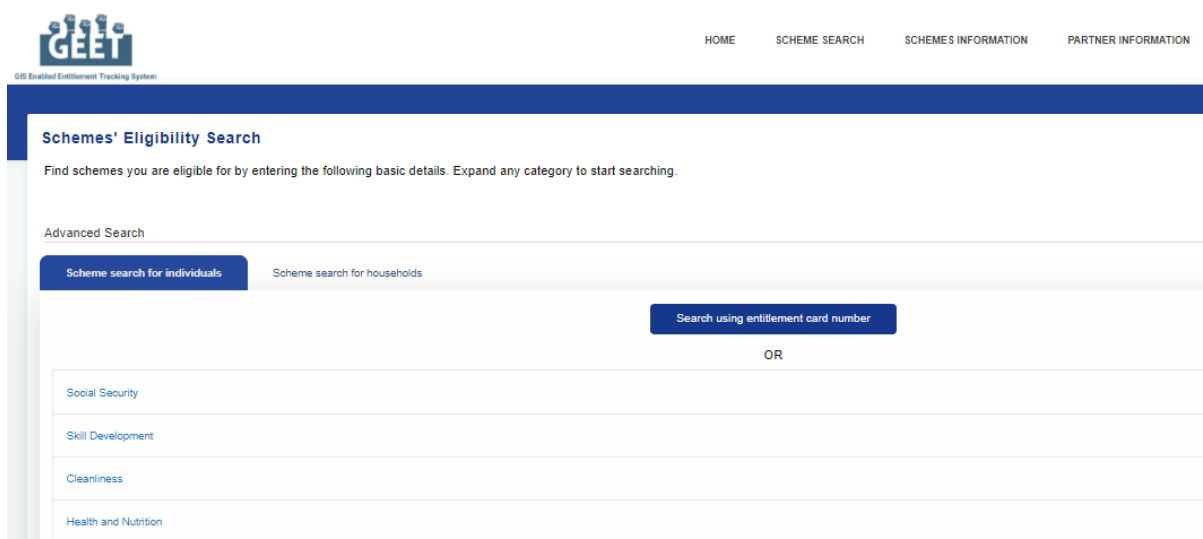 GEET
GIS Enabled Entitlement Tracking System
HOME SCHEME SEARCH SCHEMES INFORMATION PARTNER INFORMATION
Schemes' Eligibility Search
Find schemes you are eligible for by entering the following basic details. Expand any category to start searching.
Advanced Search
Scheme search for individuals Scheme search for households
Search using entitlement card number
OR
Social Security
Skill Development
Cleanliness
Health and Nutrition